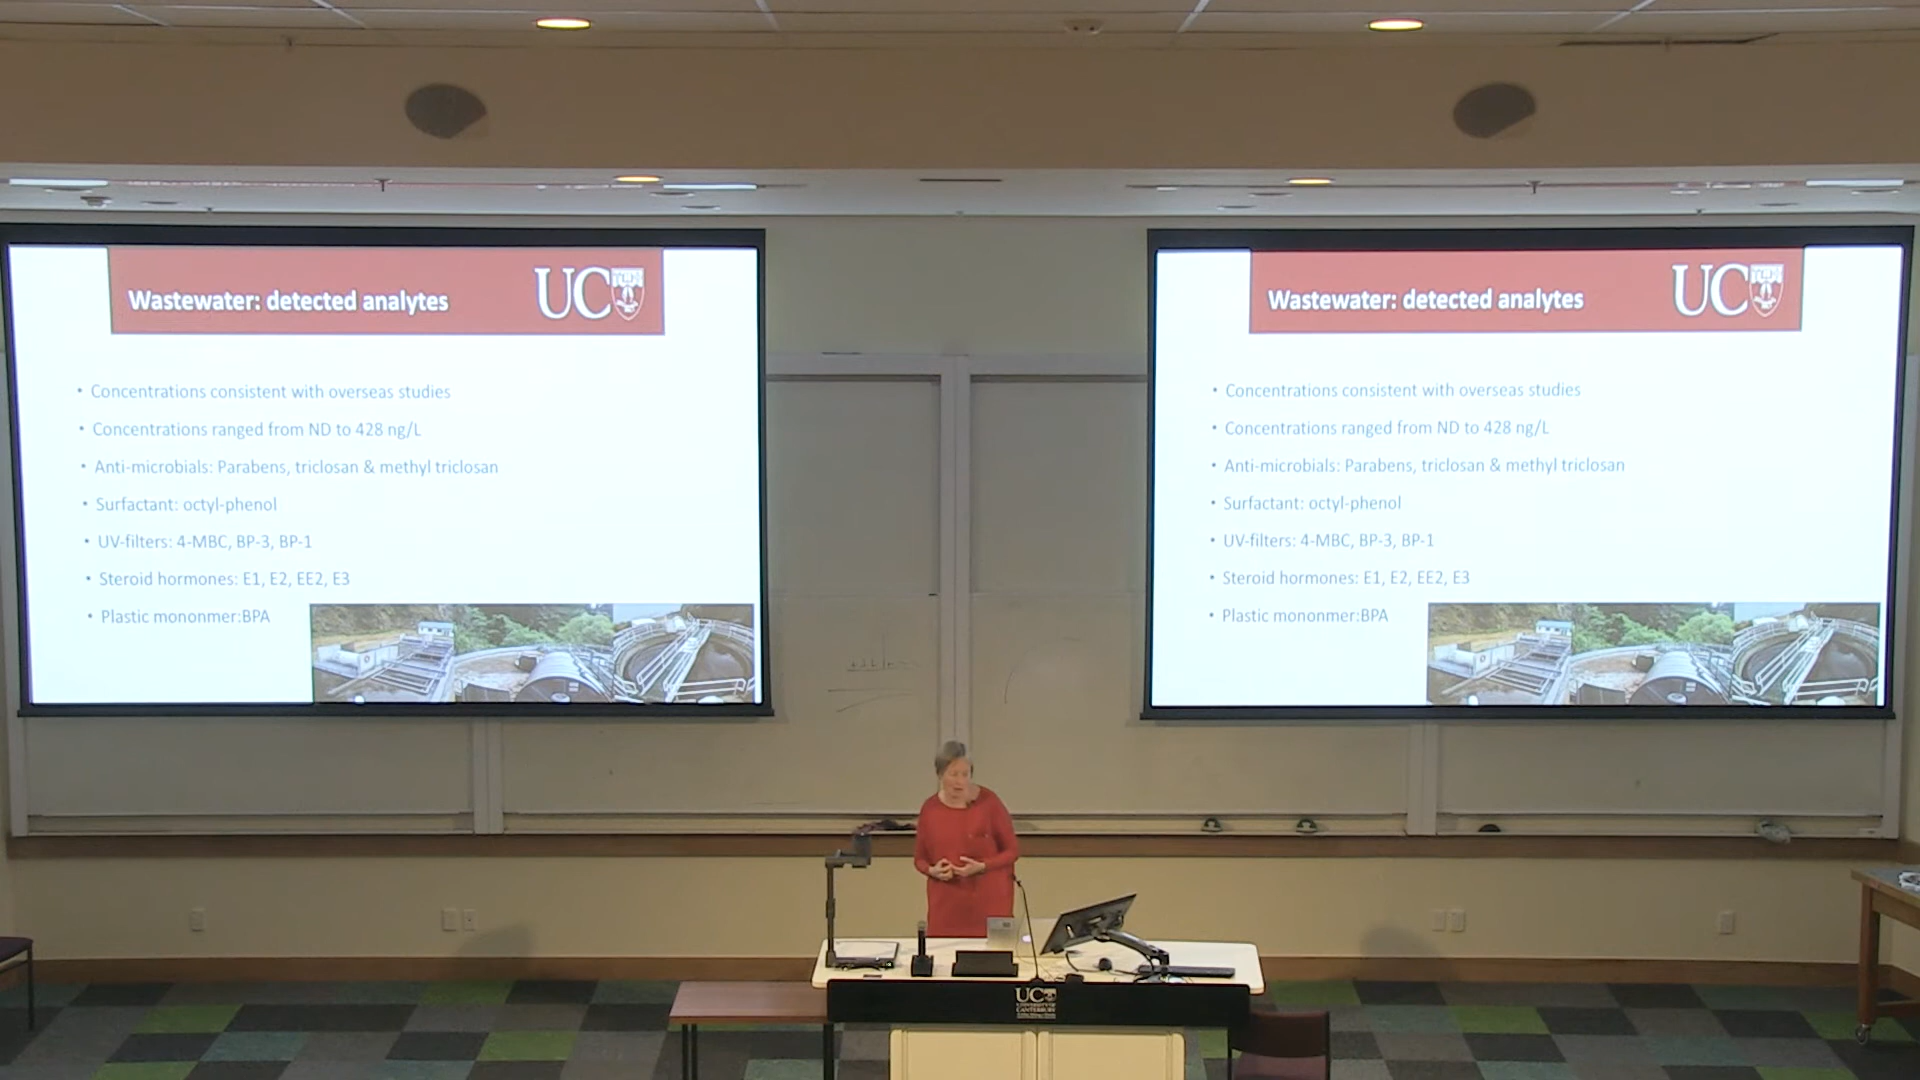 Wastewater: detected analytes
UC
• Concentrations consistent with overseas studies
• Concentrations ranged from ND to 428 ng/L
• Anti-microbials: Parabens, triclosan & methyl triclosan
• Surfactant: octyl-phenol
• UV-filters: 4-MBC, BP-3, BP-1
• Steroid hormones: E1, E2, EE2, E3
• Plastic mononmer:BPA
Wastewater: detected analytes
UC
• Concentrations consistent with overseas studies
• Concentrations ranged from ND to 428 ng/L
• Anti-microbials: Parabens, triclosan & methyl triclosan
• Surfactant: octyl-phenol
• UV-filters: 4-MBC, BP-3, BP-1
• Steroid hormones: E1, E2, EE2, E3
• Plastic mononmer:BPA
UC
UNIVERSITY OF
CANTERBURY